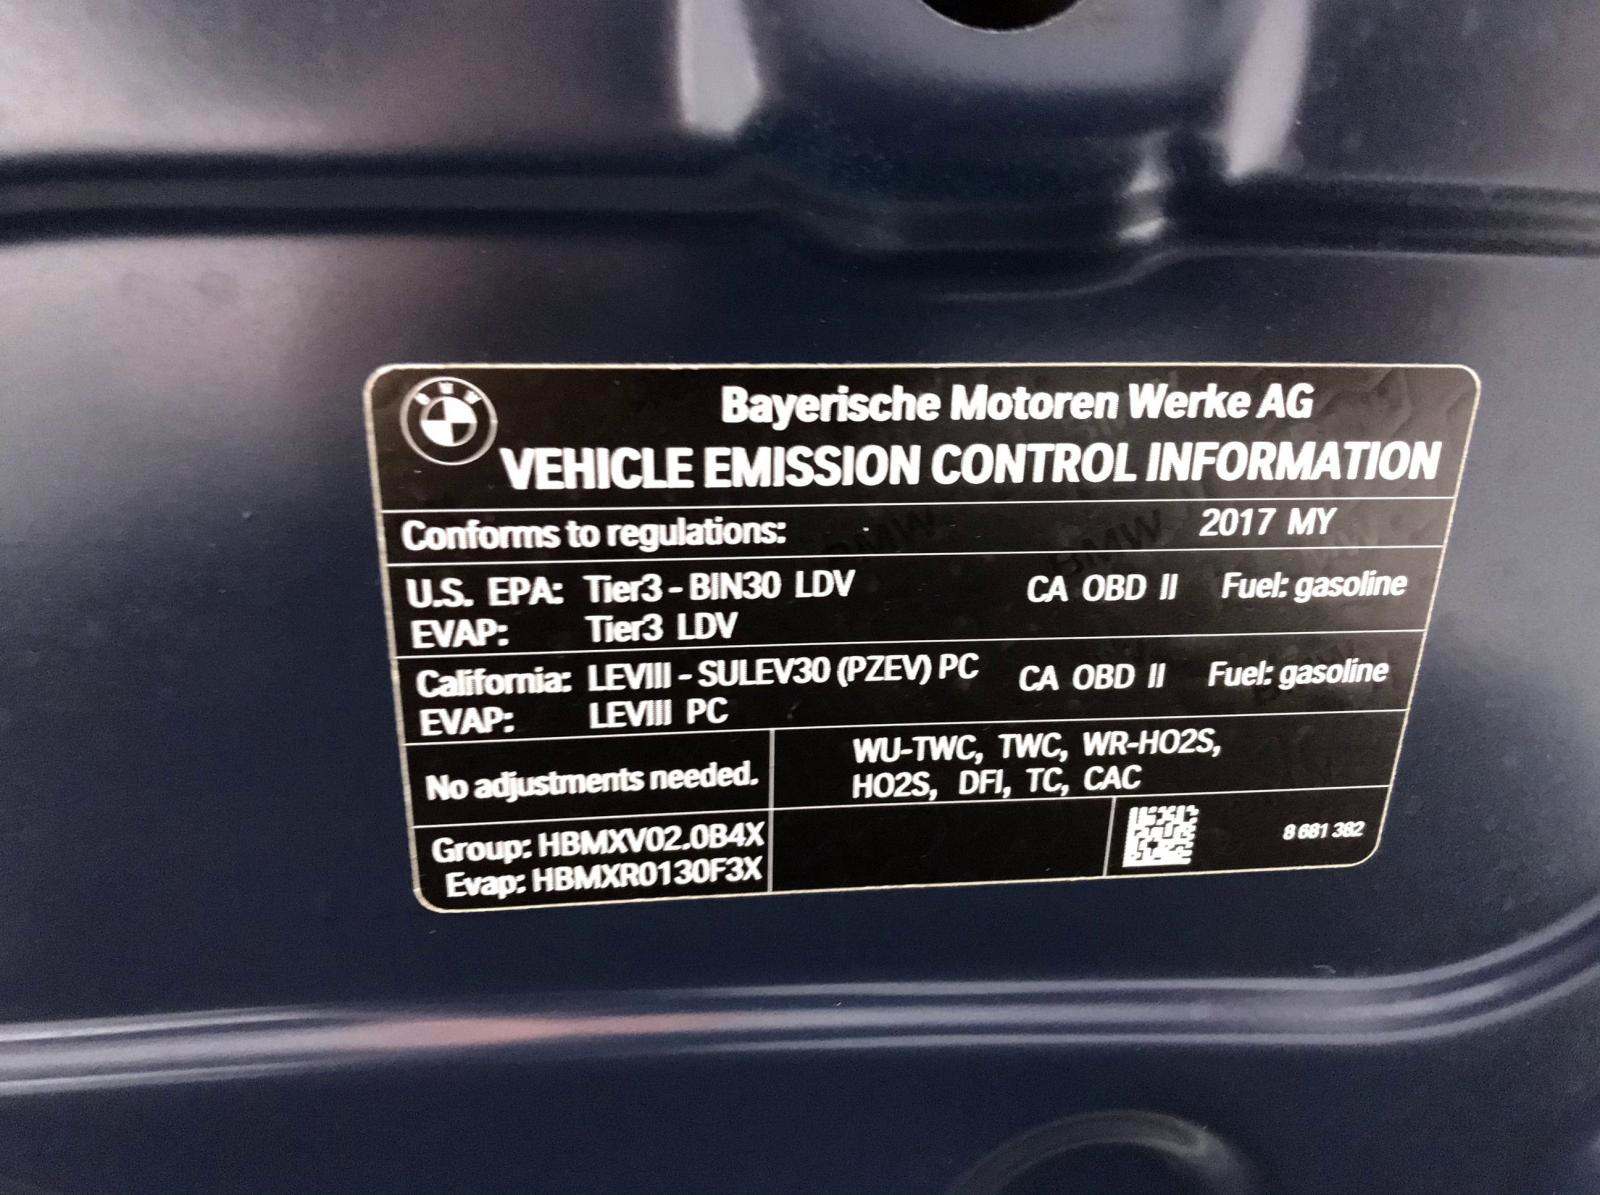 Bayerische Motoren Werke AG
VEHICLE EMISSION CONTROL INFORMATION
Conforms to regulations: 2017 MY
U.S. EPA: Tier3 - BIN30 LDV CA OBD II Fuel: gasoline
EVAP: Tier3 LDV
California: LEVIII - SULEV30 (PZEV) PC CA OBD II Fuel: gasoline
EVAP: LEVIII PC
No adjustments needed.
WU-TWC, TWC, WR-HO2S,
HO2S, DFI, TC, CAC
Group: HBMXV02.0B4X
Evap: HBMXR0130F3X
8 681 382